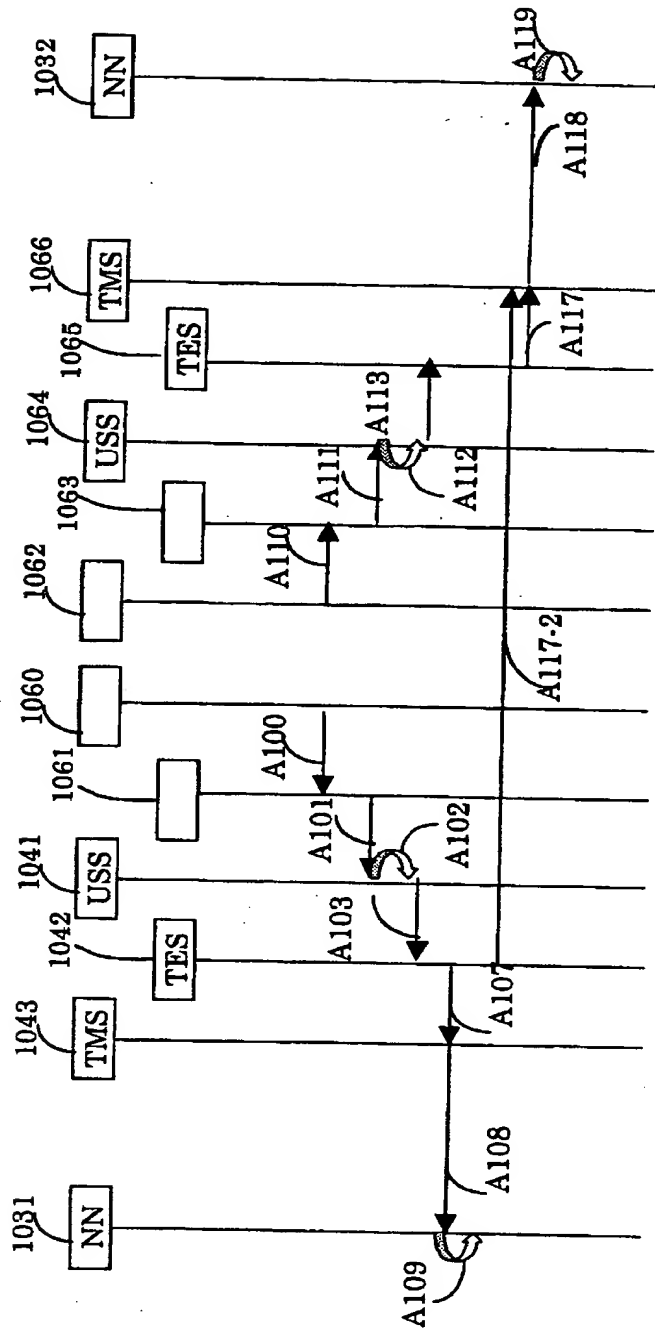 1031
NN
1043
TMS
1042
TES
1041
USS
1061
1060
1062
1063
1064
USS
1065
TES
1066
TMS
1032
NN
A100
A110
A101
A111
A113
A102
A112
A103
A107
A117-2
A117
A108
A118
A109
A119